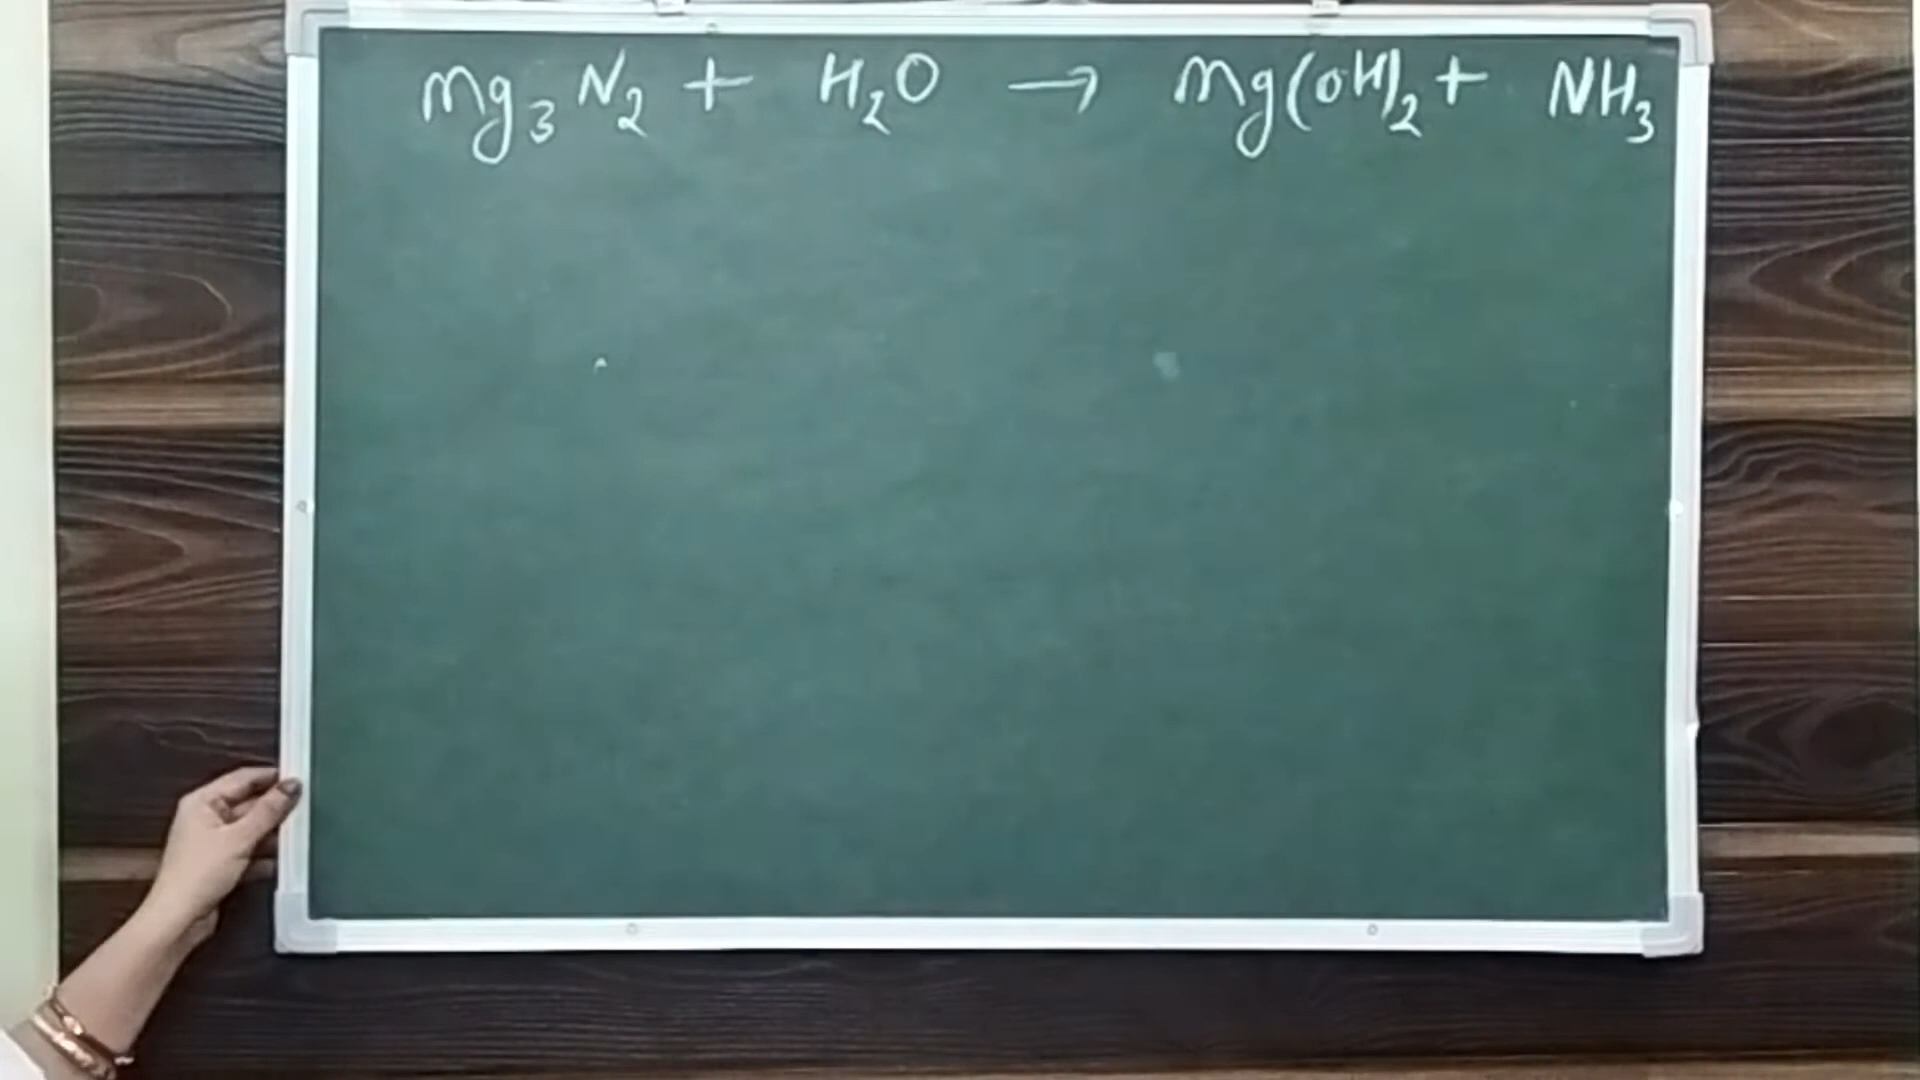 Mg₃N₂ + H₂O → Mg(OH)₂ + NH₃